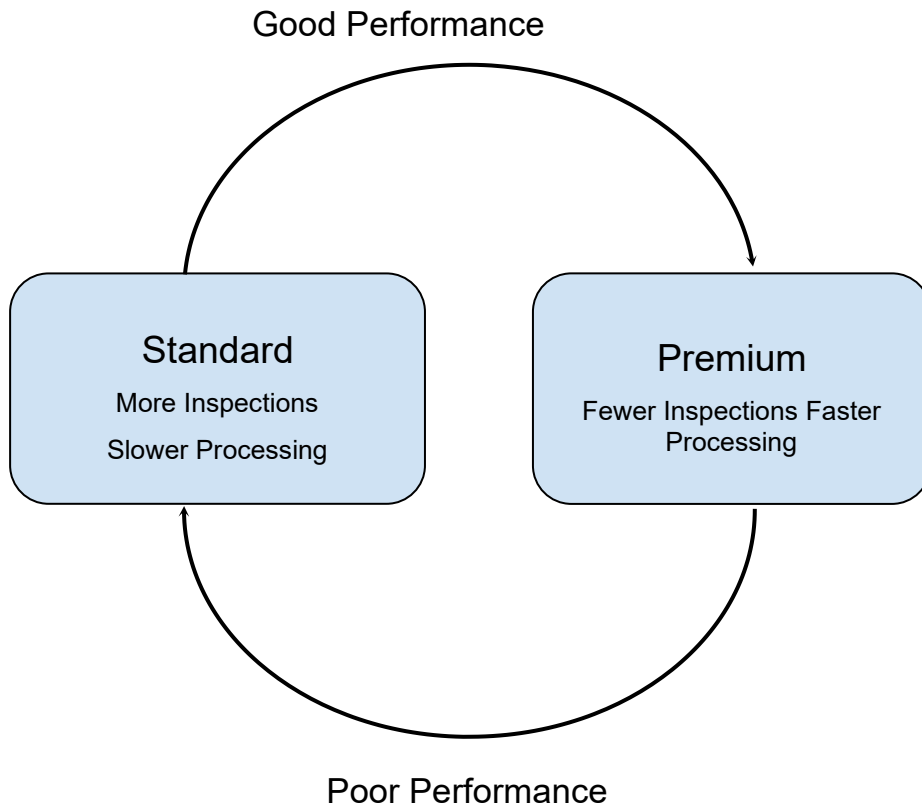 Good Performance
Standard
More Inspections
Slower Processing
Premium
Fewer Inspections Faster
Processing
Poor Performance